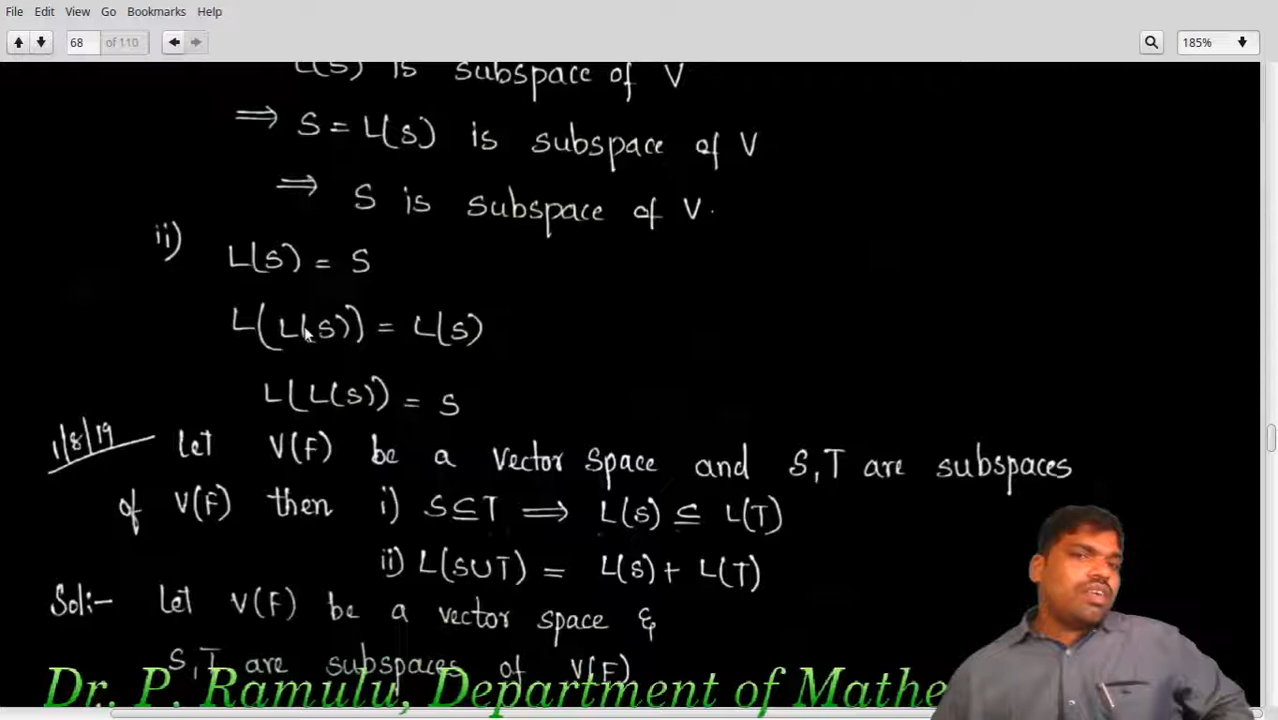 File Edit View Go Bookmarks Help
68 of 110 185%
L(S) is subspace of V
⟹ S = L(S) is subspace of V
⟹ S is subspace of V.
ii)
L(S) = S
L(L(S)) = L(S)
L(L(S)) = S
1/8/19 Let V(F) be a vector space and S,T are subspaces
of V(F) then i) S⊆T ⟹ L(S) ⊆ L(T)
ii) L(S∪T) = L(S) + L(T)
Sol:- Let V(F) be a vector space &
S,T are subspaces of V(F)
Dr. P. Ramulu, Department of Mathe